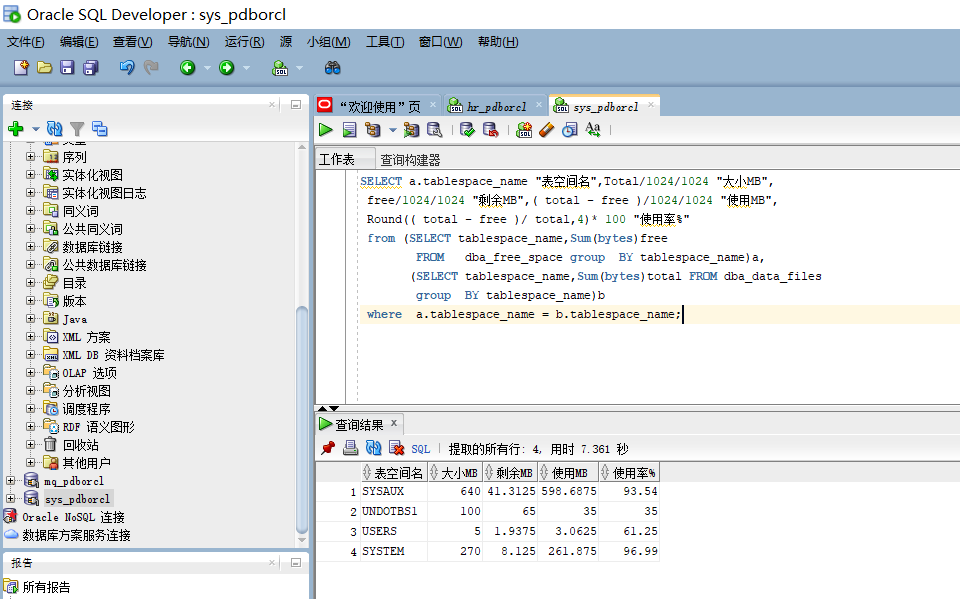 Oracle SQL Developer : sys_pdborcl
文件(F) 编辑(E) 查看(V) 导航(N) 运行(R) 源 小组(M) 工具(T) 窗口(W) 帮助(H)
连接
序列
实体化视图
实体化视图日志
同义词
公共同义词
数据库链接
公共数据库链接
目录
版本
Java
XML 方案
XML DB 资料档案库
OLAP 选项
分析视图
调度程序
RDF 语义图形
回收站
其他用户
mq_pdborcl
sys_pdborcl
Oracle NoSQL 连接
数据库方案服务连接
报告
所有报告
“欢迎使用”页 hr_pdborcl sys_pdborcl
工作表 查询构建器
SELECT a.tablespace_name "表空间名",Total/1024/1024 "大小MB",
free/1024/1024 "剩余MB",( total - free )/1024/1024 "使用MB",
Round(( total - free )/ total,4)* 100 "使用率%"
from (SELECT tablespace_name,Sum(bytes)free
FROM dba_free_space group BY tablespace_name)a,
(SELECT tablespace_name,Sum(bytes)total FROM dba_data_files
group BY tablespace_name)b
where a.tablespace_name = b.tablespace_name;
查询结果
SQL | 提取的所有行: 4, 用时 7.361 秒
表空间名 大小MB 剩余MB 使用MB 使用率%
1 SYSAUX 640 41.3125 598.6875 93.54
2 UNDOTBS1 100 65 35 35
3 USERS 5 1.9375 3.0625 61.25
4 SYSTEM 270 8.125 261.875 96.99